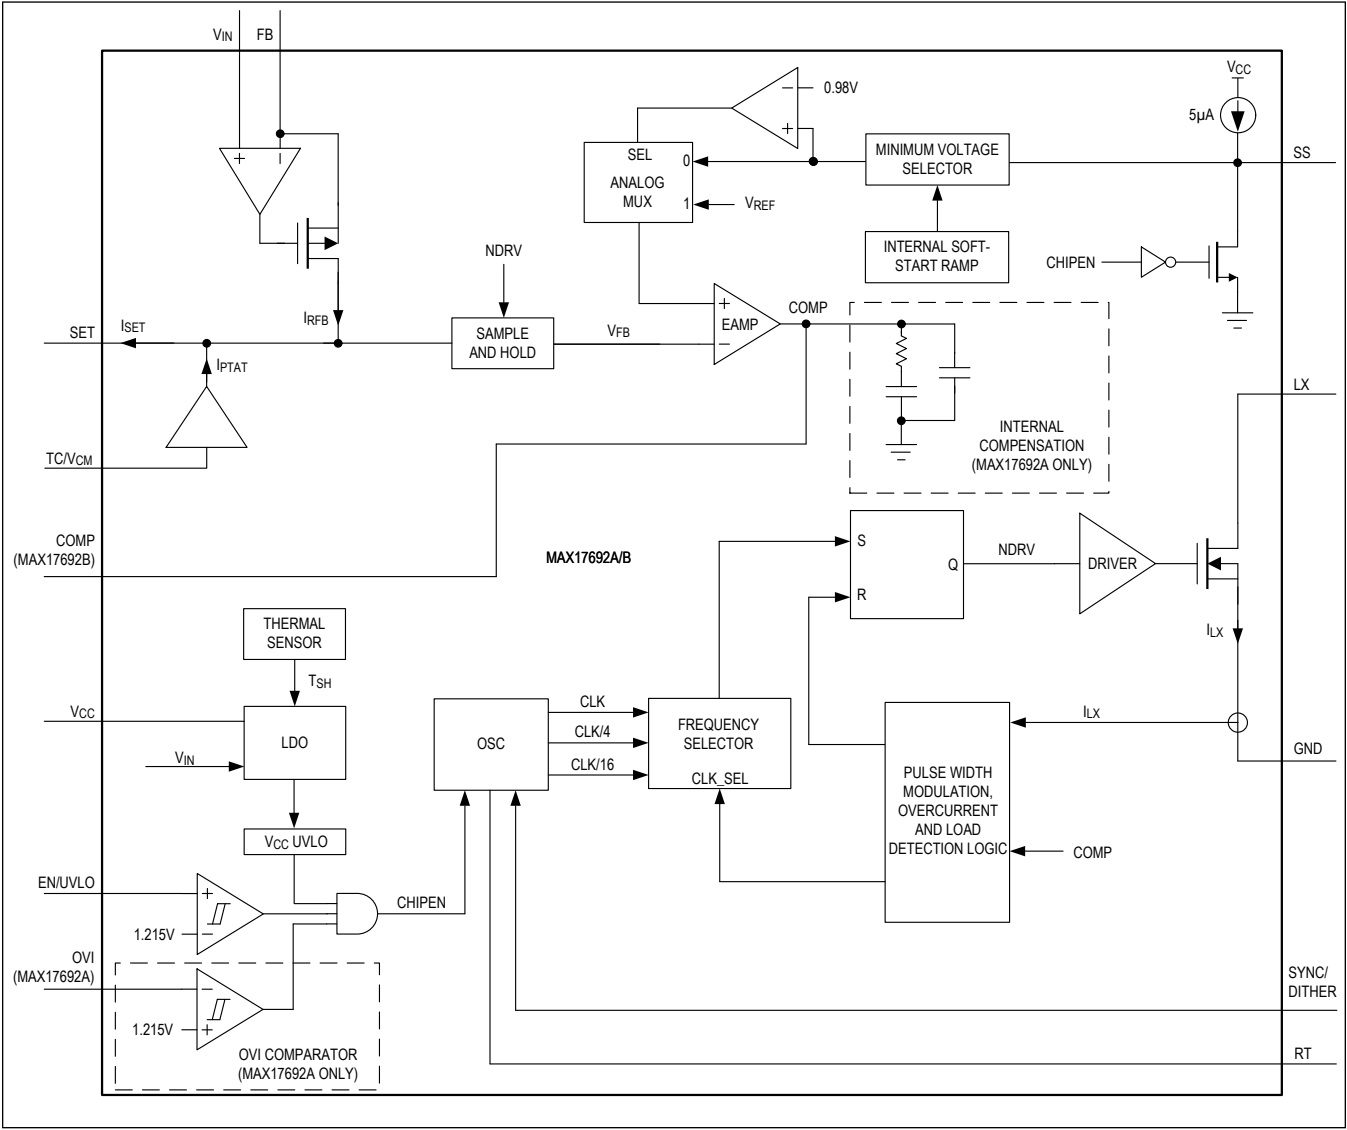 VIN
FB
+
−
−
0.98V
+
VCC
5µA
SEL
0
ANALOG
MUX
1
VREF
MINIMUM VOLTAGE
SELECTOR
SS
INTERNAL SOFT-
START RAMP
CHIPEN
NDRV
SET
ISET
IRFB
IPTAT
SAMPLE
AND HOLD
VFB
+
EAMP
−
COMP
LX
INTERNAL
COMPENSATION
(MAX17692A ONLY)
TC/VCM
COMP
(MAX17692B)
MAX17692A/B
S
Q
R
NDRV
DRIVER
ILX
THERMAL
SENSOR
TSH
VCC
LDO
VIN
VCC UVLO
OSC
CLK
CLK/4
CLK/16
FREQUENCY
SELECTOR
CLK_SEL
ILX
GND
PULSE WIDTH
MODULATION,
OVERCURRENT
AND LOAD
DETECTION LOGIC
COMP
EN/UVLO
+
1.215V
−
CHIPEN
OVI
(MAX17692A)
−
1.215V
+
OVI COMPARATOR
(MAX17692A ONLY)
SYNC/
DITHER
RT